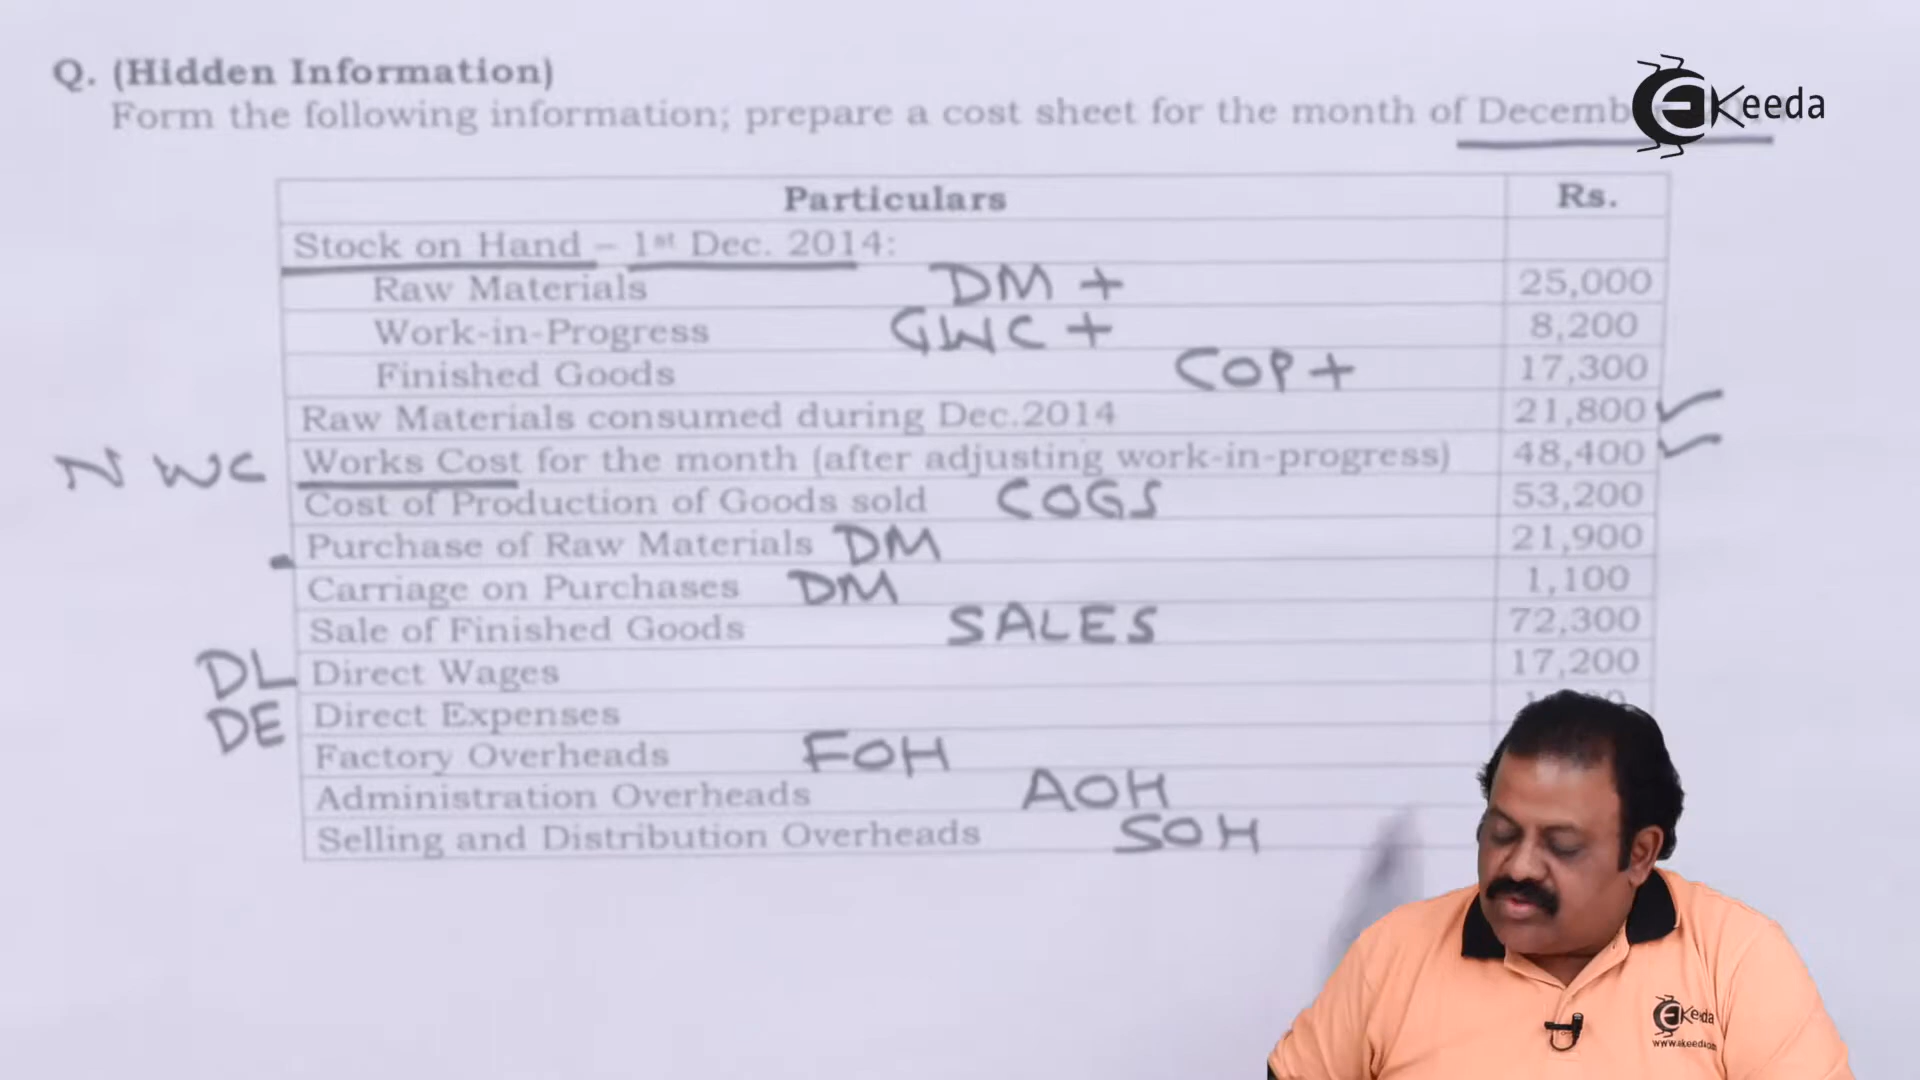 Q. (Hidden Information)
Form the following information; prepare a cost sheet for the month of
Keeda
Particulars Rs.
Stock on Hand – 1st Dec. 2014:
Raw Materials DM + 25,000
Work-in-Progress GWC + 8,200
Finished Goods COP + 17,300
Raw Materials consumed during Dec.2014 21,800
NWC Works Cost for the month (after adjusting work-in-progress) 48,400
Cost of Production of Goods sold COGS 53,200
Purchase of Raw Materials DM 21,900
Carriage on Purchases DM 1,100
Sale of Finished Goods SALES 72,300
DL Direct Wages 17,200
DE Direct Expenses
Factory Overheads FOH
Administration Overheads AOH
Selling and Distribution Overheads SOH
Keeda